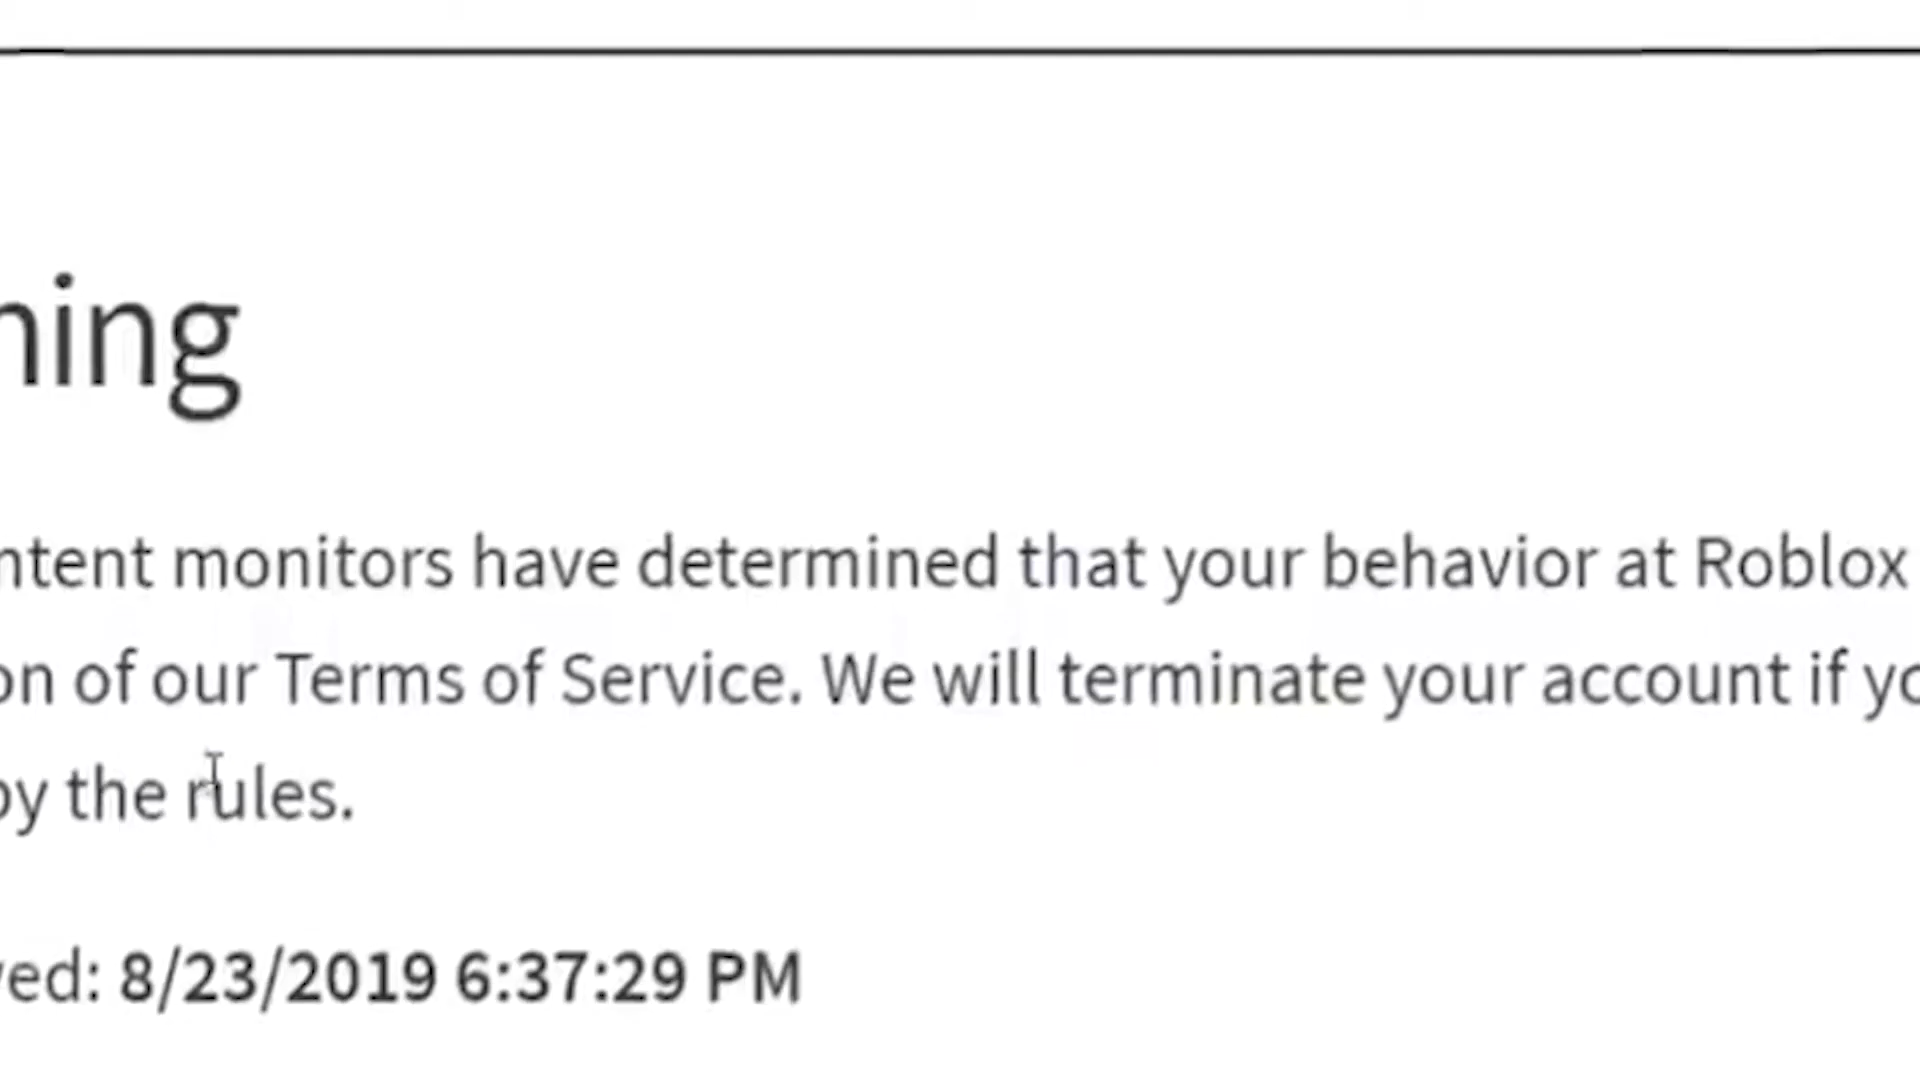 ning
ntent monitors have determined that your behavior at Roblox
on of our Terms of Service. We will terminate your account if yo
by the rules.
ved: 8/23/2019 6:37:29 PM